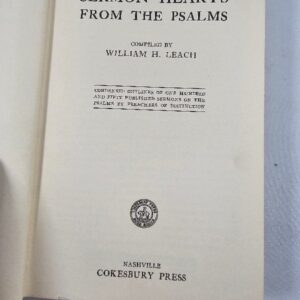 SERMON HEARTS
FROM THE PSALMS
COMPILED BY
WILLIAM H. LEACH
CONDENSED OUTLINES OF ONE HUNDRED
AND FIFTY PUBLISHED SERMONS ON THE
PSALMS BY PREACHERS OF DISTINCTION
NASHVILLE
COKESBURY PRESS